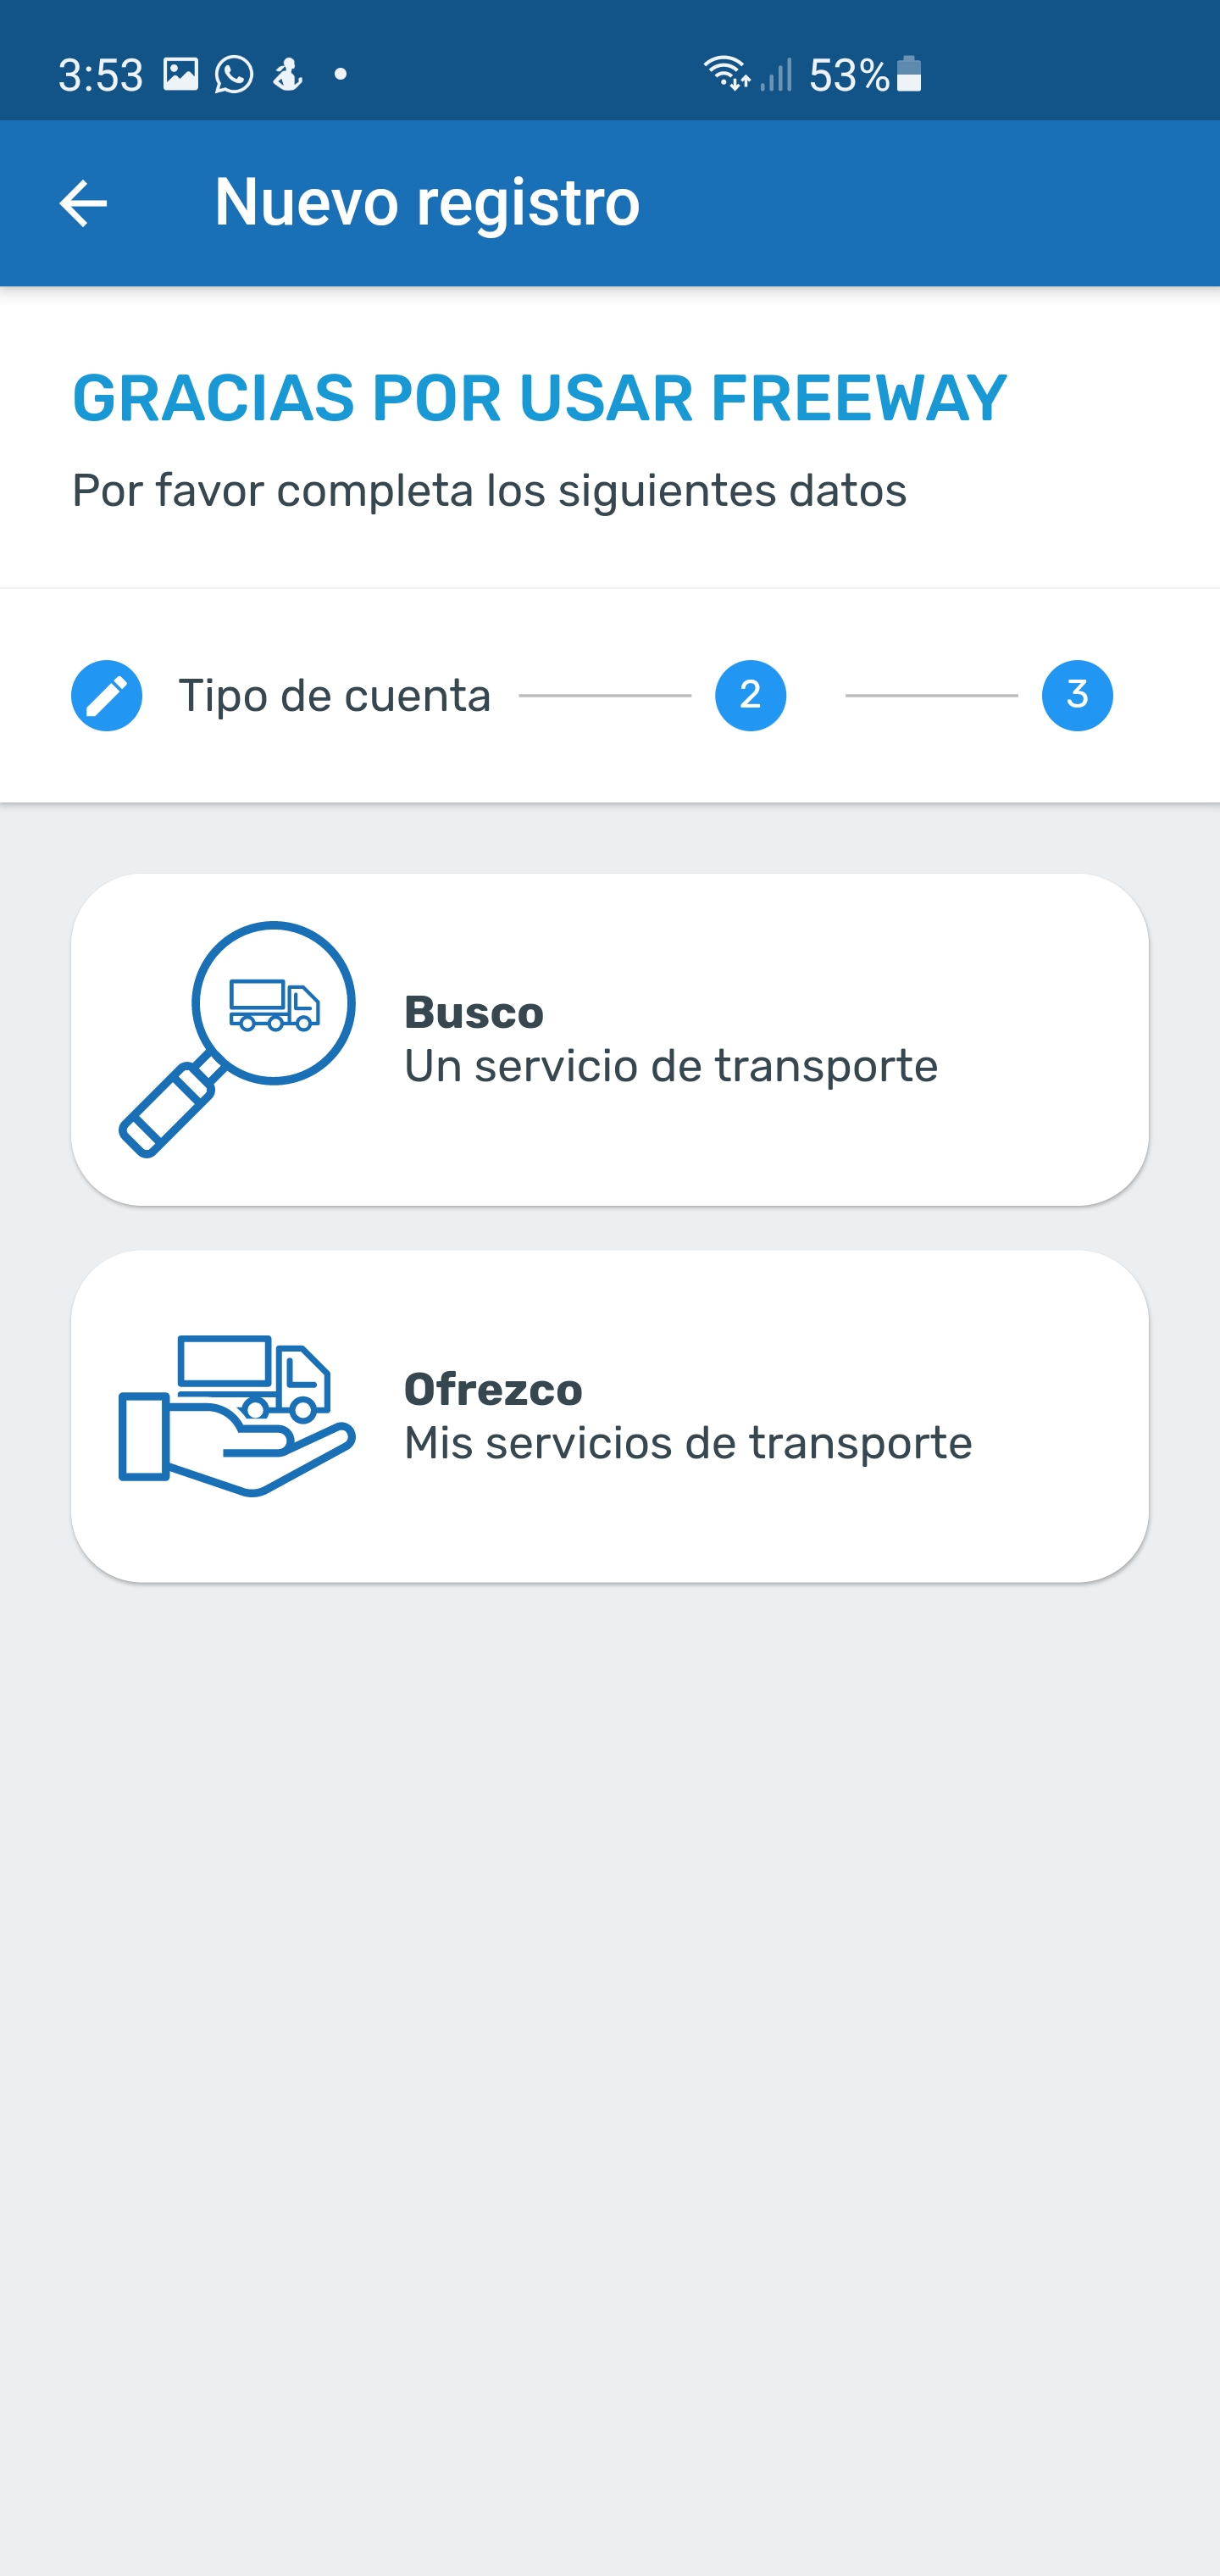 3:53
53%
Nuevo registro
GRACIAS POR USAR FREEWAY
Por favor completa los siguientes datos
Tipo de cuenta 2 3
Busco
Un servicio de transporte
Ofrezco
Mis servicios de transporte